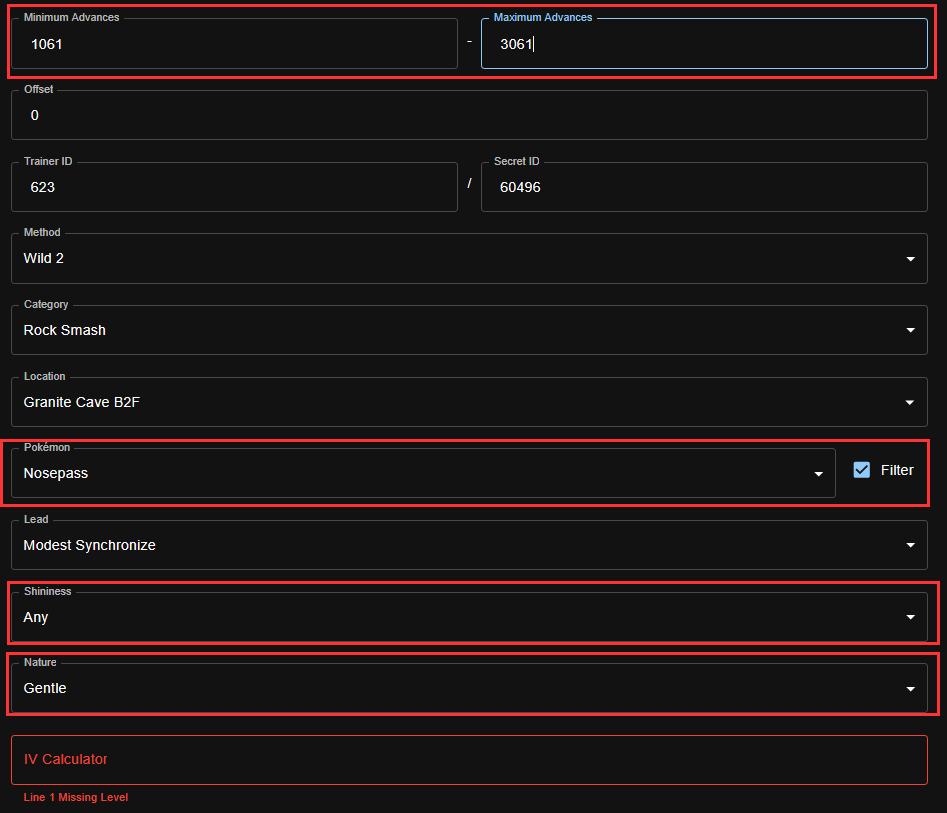 Minimum Advances
Maximum Advances
1061 - 3061
Offset
0
Trainer ID
Secret ID
623 / 60496
Method
Wild 2
Category
Rock Smash
Location
Granite Cave B2F
Pokémon
Nosepass
Filter
Lead
Modest Synchronize
Shininess
Any
Nature
Gentle
IV Calculator
Line 1 Missing Level